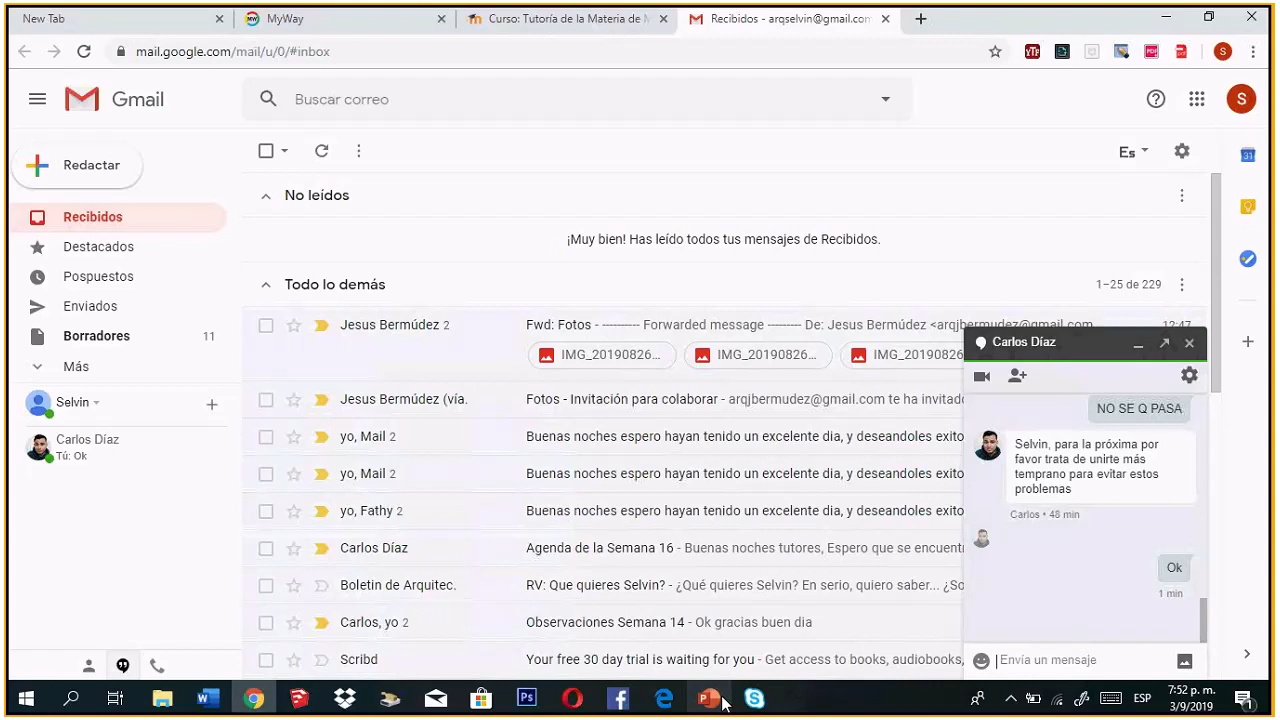 New Tab
MyWay
Curso: Tutoría de la Materia de M
Recibidos - arqselvin@gmail.com
mail.google.com/mail/u/0/#inbox
S
Gmail
Buscar correo
S
Redactar
Es
Recibidos
Destacados
Pospuestos
Enviados
Borradores 11
Más
Selvin
Carlos Díaz
Tú: Ok
No leídos
¡Muy bien! Has leído todos tus mensajes de Recibidos.
Todo lo demás 1–25 de 229
Jesus Bermúdez 2 Fwd: Fotos - ---------- Forwarded message --------- De: Jesus Bermúdez <arqjbermudez@gmail.com 12:47
IMG_20190826... IMG_20190826... IMG_20190826
Jesus Bermúdez (vía. Fotos - Invitación para colaborar - arqjbermudez@gmail.com te ha invitado
yo, Mail 2 Buenas noches espero hayan tenido un excelente dia, y deseandoles exito
yo, Mail 2 Buenas noches espero hayan tenido un excelente dia, y deseandoles exito
yo, Fathy 2 Buenas noches espero hayan tenido un excelente dia, y deseandoles exito
Carlos Díaz Agenda de la Semana 16 - Buenas noches tutores, Espero que se encuent
Boletin de Arquitec. RV: Que quieres Selvin? - ¿Qué quieres Selvin? En serio, quiero saber... ¿So
Carlos, yo 2 Observaciones Semana 14 - Ok gracias buen dia
Scribd Your free 30 day trial is waiting for you - Get access to books, audiobooks,
Carlos Díaz
NO SE Q PASA
Selvin, para la próxima por
favor trata de unirte más
temprano para evitar estos
problemas
Carlos • 48 min
Ok
1 min
Envía un mensaje
ESP
7:52 p. m.
3/9/2019